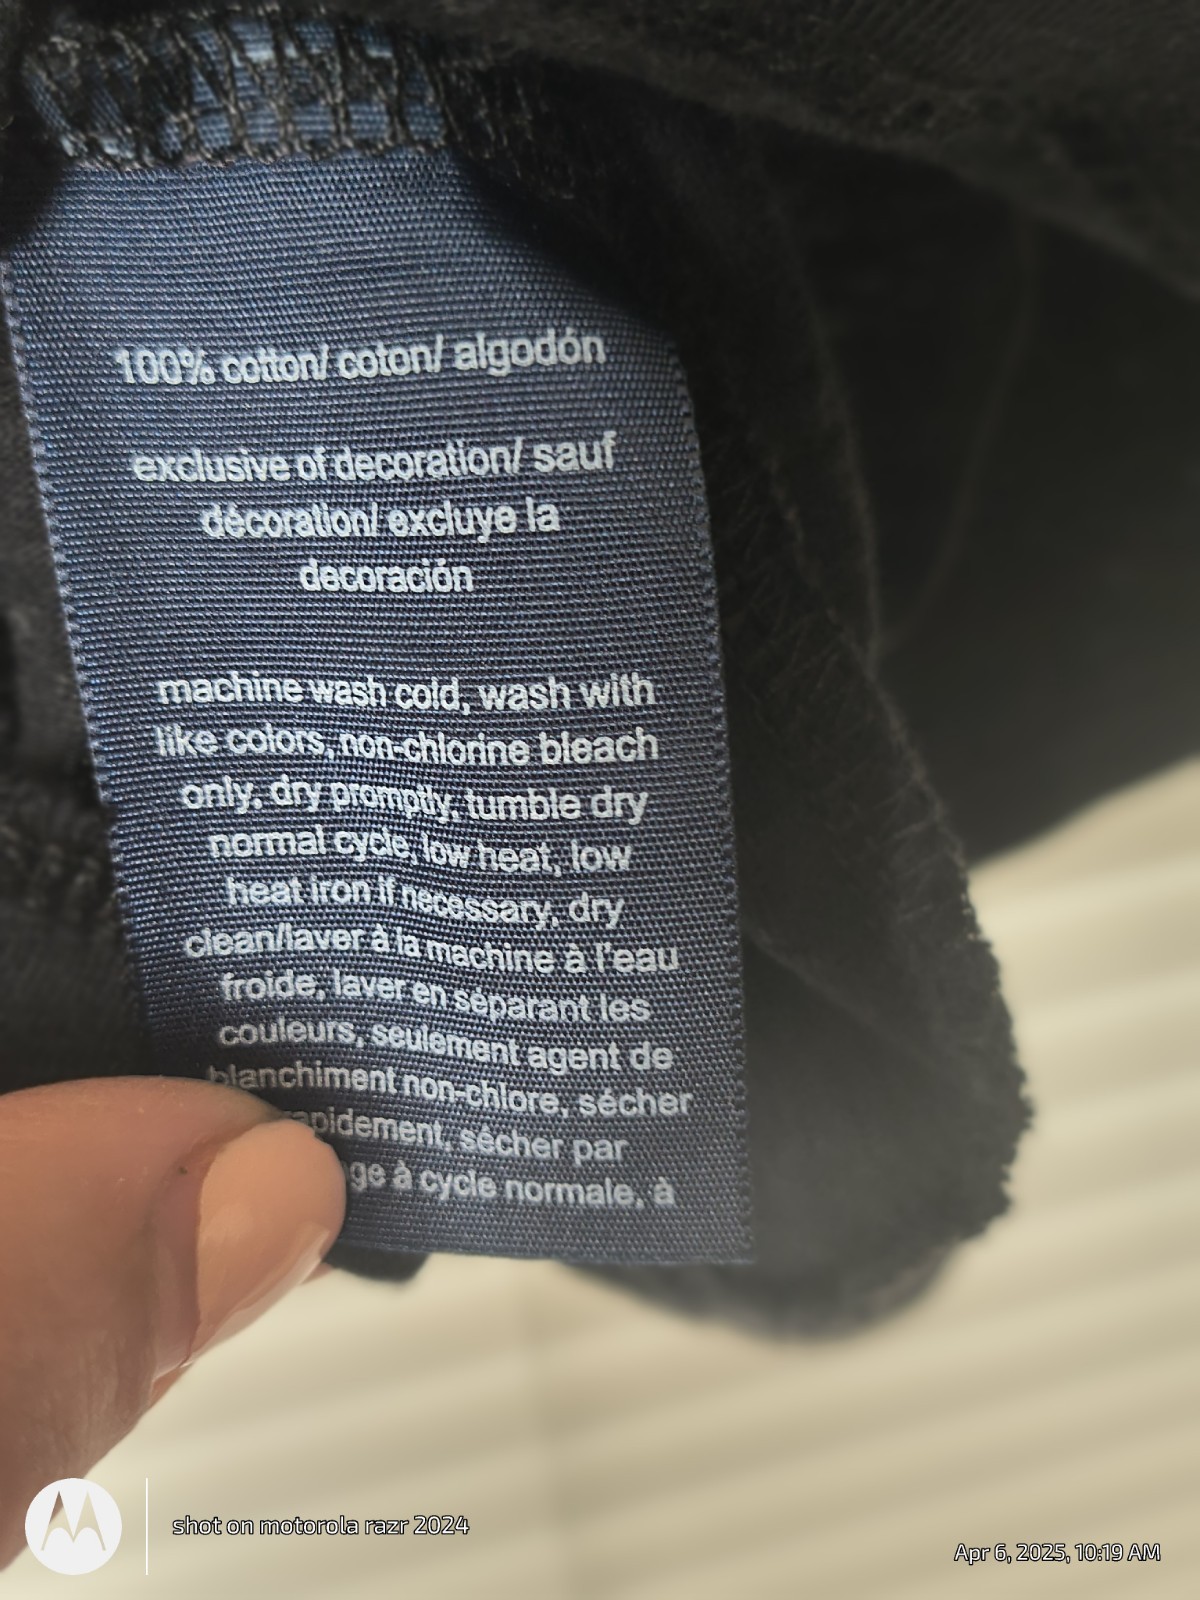 100% cotton/ coton/ algodón
exclusive of decoration/ sauf
décoration/ excluye la
decoración
machine wash cold, wash with
like colors, non-chlorine bleach
only, dry promptly, tumble dry
normal cycle, low heat, low
heat iron if necessary, dry
clean/laver à la machine à l'eau
froide, laver en séparant les
couleurs, seulement agent de
blanchiment non-chlore, sécher
sécher par
à cycle normale, à
shot on motorola razr 2024
Apr 6, 2025, 10:19 AM